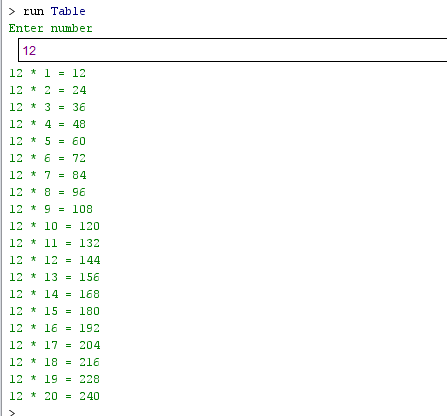 > run Table
Enter number
12
12 * 1 = 12
12 * 2 = 24
12 * 3 = 36
12 * 4 = 48
12 * 5 = 60
12 * 6 = 72
12 * 7 = 84
12 * 8 = 96
12 * 9 = 108
12 * 10 = 120
12 * 11 = 132
12 * 12 = 144
12 * 13 = 156
12 * 14 = 168
12 * 15 = 180
12 * 16 = 192
12 * 17 = 204
12 * 18 = 216
12 * 19 = 228
12 * 20 = 240
>